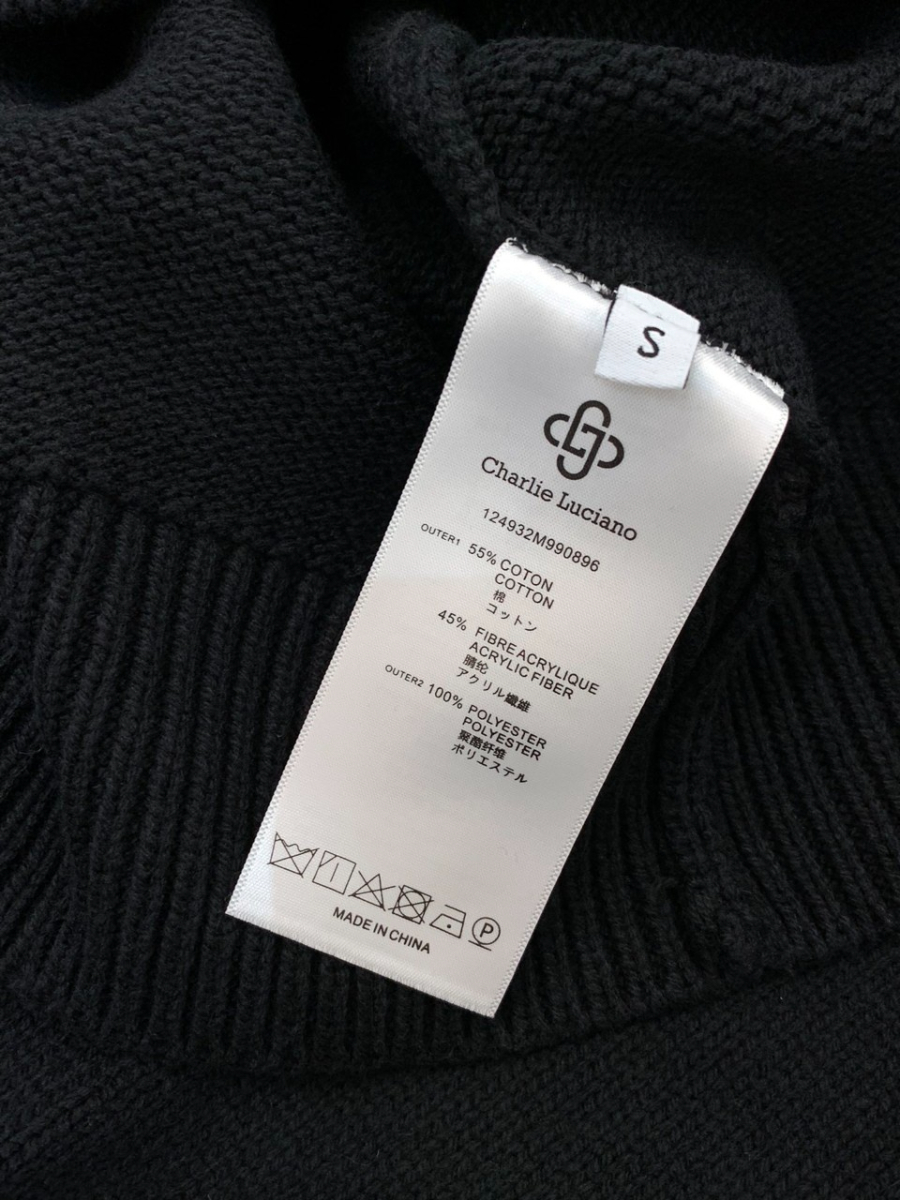 S
Charlie Luciano
124932M990896
OUTER1 55% COTON
COTTON
棉
コットン
45% FIBRE ACRYLIQUE
ACRYLIC FIBER
腈纶
アクリル繊維
OUTER2 100% POLYESTER
POLYESTER
聚酯纤维
ポリエステル
P
MADE IN CHINA